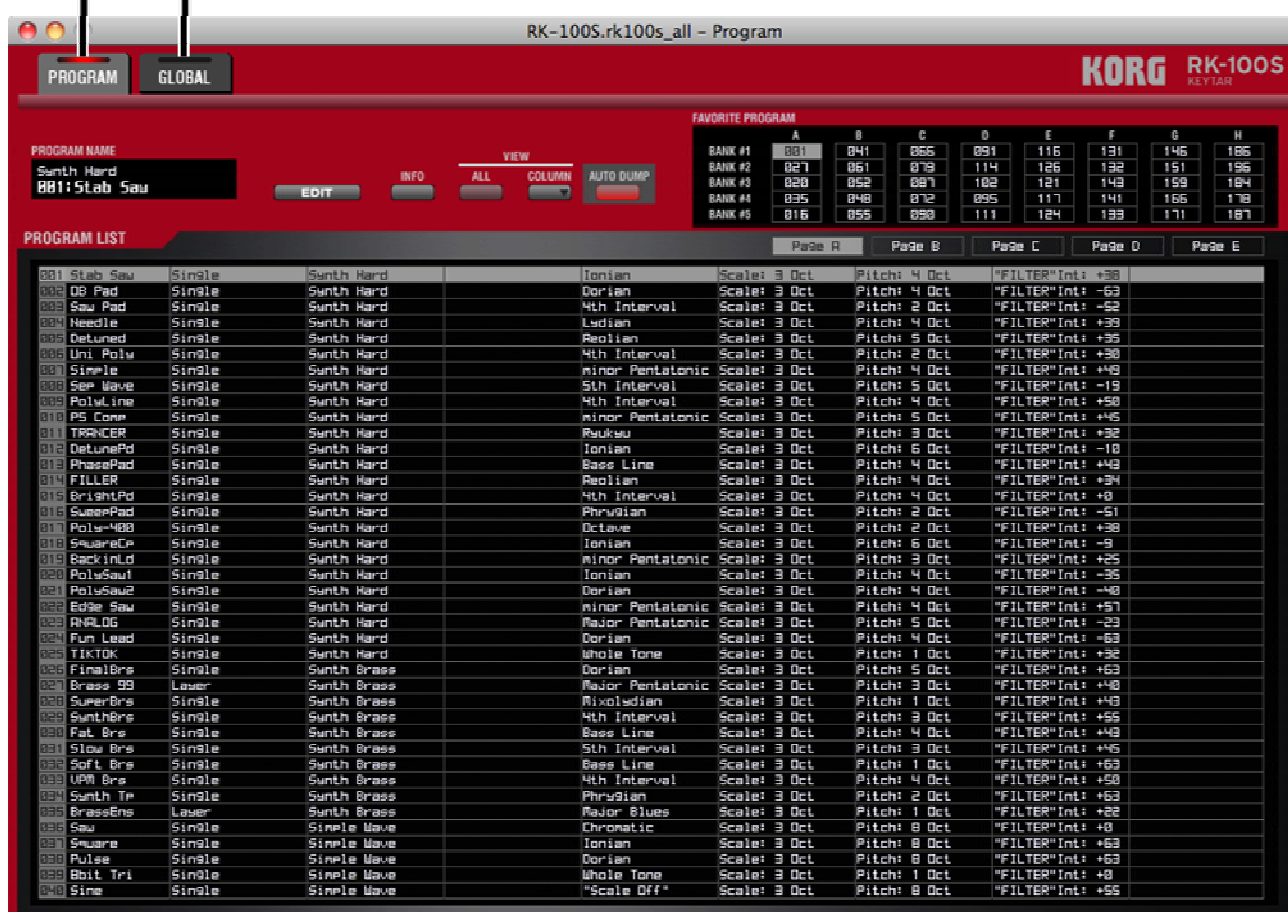 RK-100S.rk100s_all – Program
PROGRAM GLOBAL
KORG RK-100S
KEYTAR
FAVORITE PROGRAM
A B C D E F G H
PROGRAM NAME
Synth Hard
001:Stab Saw
EDIT INFO VIEW ALL COLUMN AUTO DUMP
BANK #1 001 041 066 091 116 131 146 186
BANK #2 027 061 079 114 126 132 151 196
BANK #3 028 052 087 102 121 143 159 184
BANK #4 035 048 072 095 117 141 166 178
BANK #5 016 055 098 111 124 133 171 187
PROGRAM LIST
Page A Page B Page C Page D Page E
001 Stab Saw Single Synth Hard Ionian Scale: 3 Oct Pitch: 4 Oct "FILTER"Int: +38
002 DB Pad Single Synth Hard Dorian Scale: 3 Oct Pitch: 4 Oct "FILTER"Int: -63
003 Saw Pad Single Synth Hard 4th Interval Scale: 3 Oct Pitch: 2 Oct "FILTER"Int: -52
004 Needle Single Synth Hard Lydian Scale: 3 Oct Pitch: 4 Oct "FILTER"Int: +39
005 Detuned Single Synth Hard Aeolian Scale: 3 Oct Pitch: 5 Oct "FILTER"Int: +35
006 Uni Poly Single Synth Hard 4th Interval Scale: 3 Oct Pitch: 2 Oct "FILTER"Int: +30
007 Simple Single Synth Hard minor Pentatonic Scale: 3 Oct Pitch: 4 Oct "FILTER"Int: +49
008 Sep Wave Single Synth Hard 5th Interval Scale: 3 Oct Pitch: 5 Oct "FILTER"Int: -19
009 PolyLine Single Synth Hard 4th Interval Scale: 3 Oct Pitch: 4 Oct "FILTER"Int: +50
010 PS Comp Single Synth Hard minor Pentatonic Scale: 3 Oct Pitch: 5 Oct "FILTER"Int: +45
011 TRANCER Single Synth Hard Ryukyu Scale: 3 Oct Pitch: 3 Oct "FILTER"Int: +32
012 DetunePd Single Synth Hard Ionian Scale: 3 Oct Pitch: 6 Oct "FILTER"Int: -10
013 PhasePad Single Synth Hard Bass Line Scale: 3 Oct Pitch: 4 Oct "FILTER"Int: +43
014 FILLER Single Synth Hard Aeolian Scale: 3 Oct Pitch: 4 Oct "FILTER"Int: +34
015 BrightPd Single Synth Hard 4th Interval Scale: 3 Oct Pitch: 4 Oct "FILTER"Int: +0
016 SweepPad Single Synth Hard Phrygian Scale: 3 Oct Pitch: 2 Oct "FILTER"Int: -51
017 Poly-400 Single Synth Hard Octave Scale: 3 Oct Pitch: 2 Oct "FILTER"Int: +38
018 SquareCp Single Synth Hard Ionian Scale: 3 Oct Pitch: 6 Oct "FILTER"Int: -9
019 BackinLd Single Synth Hard minor Pentatonic Scale: 3 Oct Pitch: 3 Oct "FILTER"Int: +25
020 PolySaw1 Single Synth Hard Ionian Scale: 3 Oct Pitch: 4 Oct "FILTER"Int: -35
021 PolySaw2 Single Synth Hard Dorian Scale: 3 Oct Pitch: 4 Oct "FILTER"Int: -40
022 Edge Saw Single Synth Hard minor Pentatonic Scale: 3 Oct Pitch: 4 Oct "FILTER"Int: +57
023 ANALOG Single Synth Hard Major Pentatonic Scale: 3 Oct Pitch: 5 Oct "FILTER"Int: -23
024 Fun Lead Single Synth Hard Dorian Scale: 3 Oct Pitch: 4 Oct "FILTER"Int: -63
025 TIKTOK Single Synth Hard Whole Tone Scale: 3 Oct Pitch: 1 Oct "FILTER"Int: +32
026 FinalBrs Single Synth Brass Dorian Scale: 3 Oct Pitch: 5 Oct "FILTER"Int: +63
027 Brass 99 Layer Synth Brass Major Pentatonic Scale: 3 Oct Pitch: 3 Oct "FILTER"Int: +40
028 SuperBrs Single Synth Brass Mixolydian Scale: 3 Oct Pitch: 1 Oct "FILTER"Int: +43
029 SynthBrs Single Synth Brass 4th Interval Scale: 3 Oct Pitch: 3 Oct "FILTER"Int: +55
030 Fat Brs Single Synth Brass Bass Line Scale: 3 Oct Pitch: 4 Oct "FILTER"Int: +43
031 Slow Brs Single Synth Brass 5th Interval Scale: 3 Oct Pitch: 3 Oct "FILTER"Int: +45
032 Soft Brs Single Synth Brass Bass Line Scale: 3 Oct Pitch: 1 Oct "FILTER"Int: +63
033 VPM Brs Single Synth Brass 4th Interval Scale: 3 Oct Pitch: 4 Oct "FILTER"Int: +50
034 Synth Tp Single Synth Brass Phrygian Scale: 3 Oct Pitch: 2 Oct "FILTER"Int: +63
035 BrassEns Layer Synth Brass Major Blues Scale: 3 Oct Pitch: 1 Oct "FILTER"Int: +22
036 Saw Single Simple Wave Chromatic Scale: 3 Oct Pitch: 8 Oct "FILTER"Int: +0
037 Square Single Simple Wave Ionian Scale: 3 Oct Pitch: 8 Oct "FILTER"Int: +63
038 Pulse Single Simple Wave Dorian Scale: 3 Oct Pitch: 8 Oct "FILTER"Int: +63
039 8bit Tri Single Simple Wave Whole Tone Scale: 3 Oct Pitch: 1 Oct "FILTER"Int: +0
040 Sine Single Simple Wave "Scale Off" Scale: 3 Oct Pitch: 8 Oct "FILTER"Int: +55